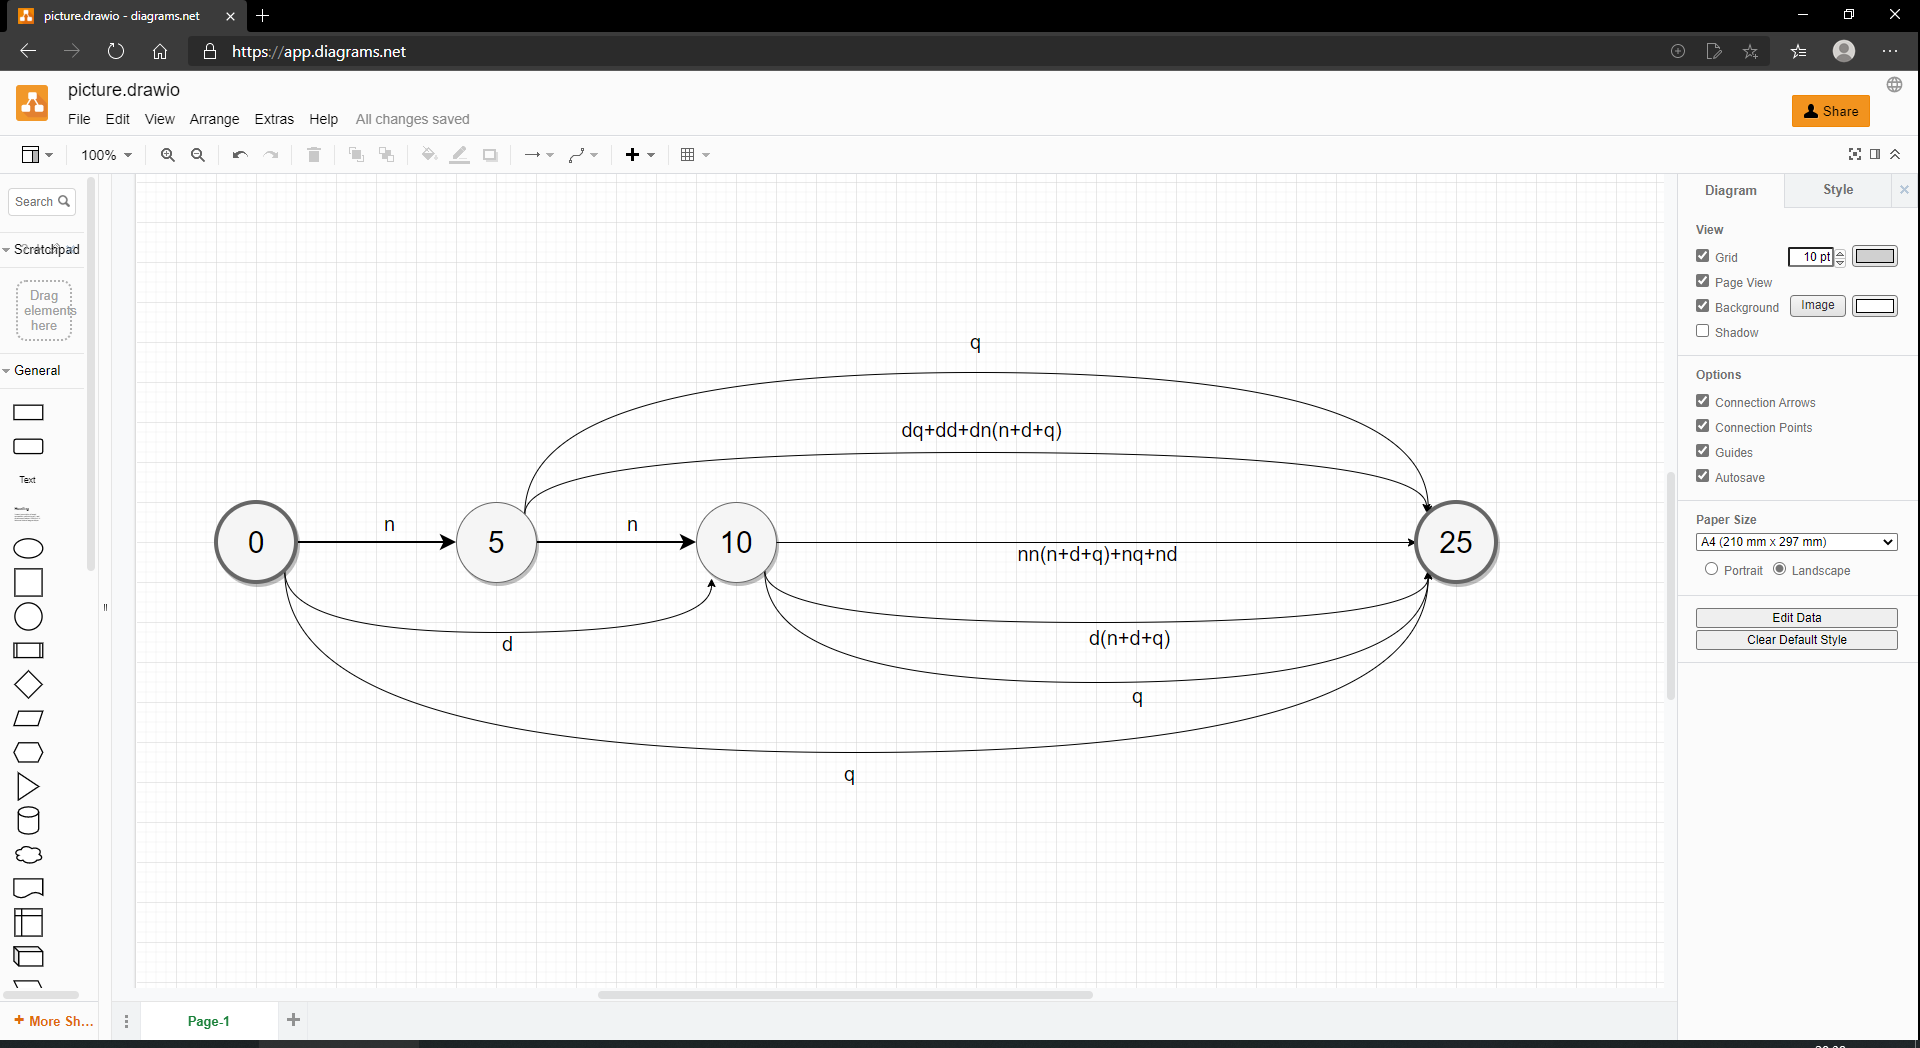 picture.drawio - diagrams.net
https://app.diagrams.net
picture.drawio
File Edit View Arrange Extras Help All changes saved
Share
100%
Search
Scratchpad
Drag
elements
here
General
Text
Heading
More Sh...
q
dq+dd+dn(n+d+q)
0
n
5
n
10
nn(n+d+q)+nq+nd
25
d
d(n+d+q)
q
q
Page-1
Diagram Style
View
Grid 10 pt
Page View
Background Image
Shadow
Options
Connection Arrows
Connection Points
Guides
Autosave
Paper Size
A4 (210 mm x 297 mm)
Portrait Landscape
Edit Data
Clear Default Style